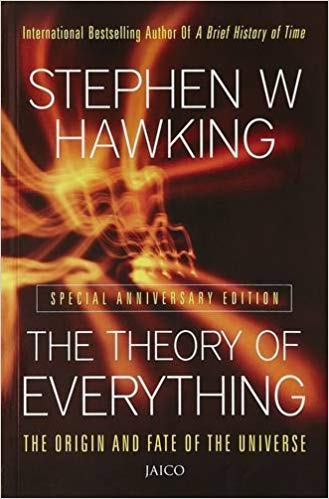 International Bestselling Author Of A Brief History of Time
STEPHEN W
HAWKING
SPECIAL ANNIVERSARY EDITION
THE THEORY OF
EVERYTHING
THE ORIGIN AND FATE OF THE UNIVERSE
JAICO